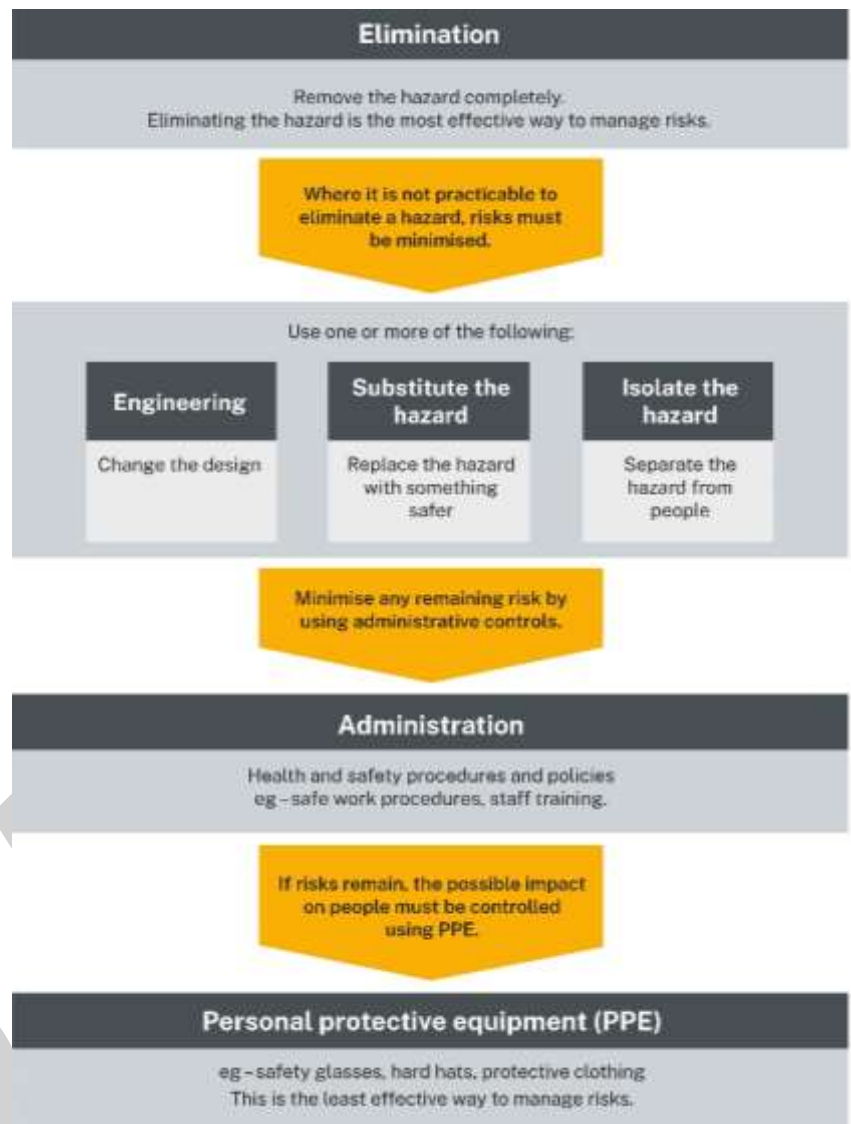 Elimination
Remove the hazard completely.
Eliminating the hazard is the most effective way to manage risks.
Where it is not practicable to
eliminate a hazard, risks must
be minimised.
Use one or more of the following:
Engineering
Change the design
Substitute the
hazard
Replace the hazard
with something
safer
Isolate the
hazard
Separate the
hazard from
people
Minimise any remaining risk by
using administrative controls.
Administration
Health and safety procedures and policies
eg – safe work procedures, staff training.
If risks remain, the possible impact
on people must be controlled
using PPE.
Personal protective equipment (PPE)
eg – safety glasses, hard hats, protective clothing
This is the least effective way to manage risks.